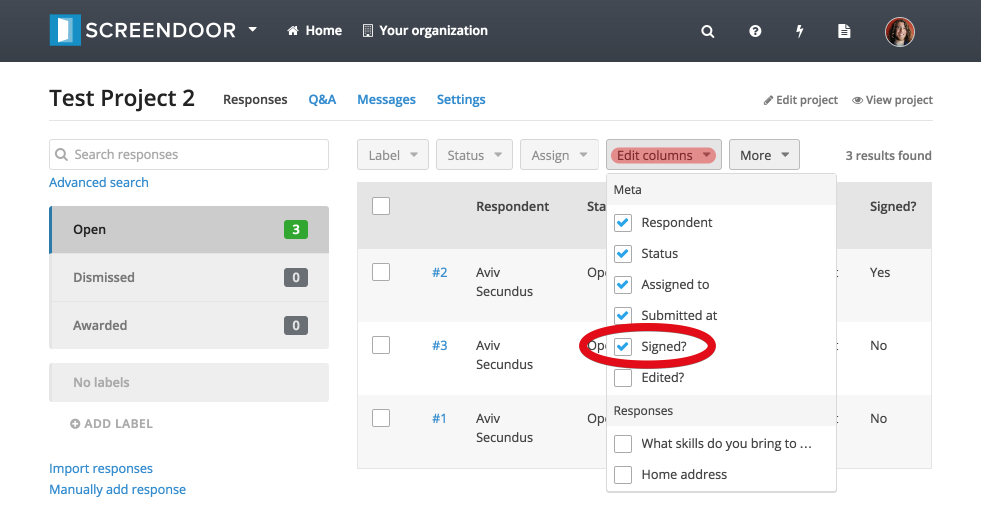 SCREENDOOR Home Your organization
Test Project 2 Responses Q&A Messages Settings Edit project View project
Search responses
Advanced search
Open 3
Dismissed 0
Awarded 0
No labels
ADD LABEL
Import responses
Manually add response
Label Status Assign Edit columns More 3 results found
Respondent Sta Signed?
#2 Aviv Secundus Ope Yes
#3 Aviv Secundus Ope No
#1 Aviv Secundus Ope No
Meta
Respondent
Status
Assigned to
Submitted at
Signed?
Edited?
Responses
What skills do you bring to ...
Home address